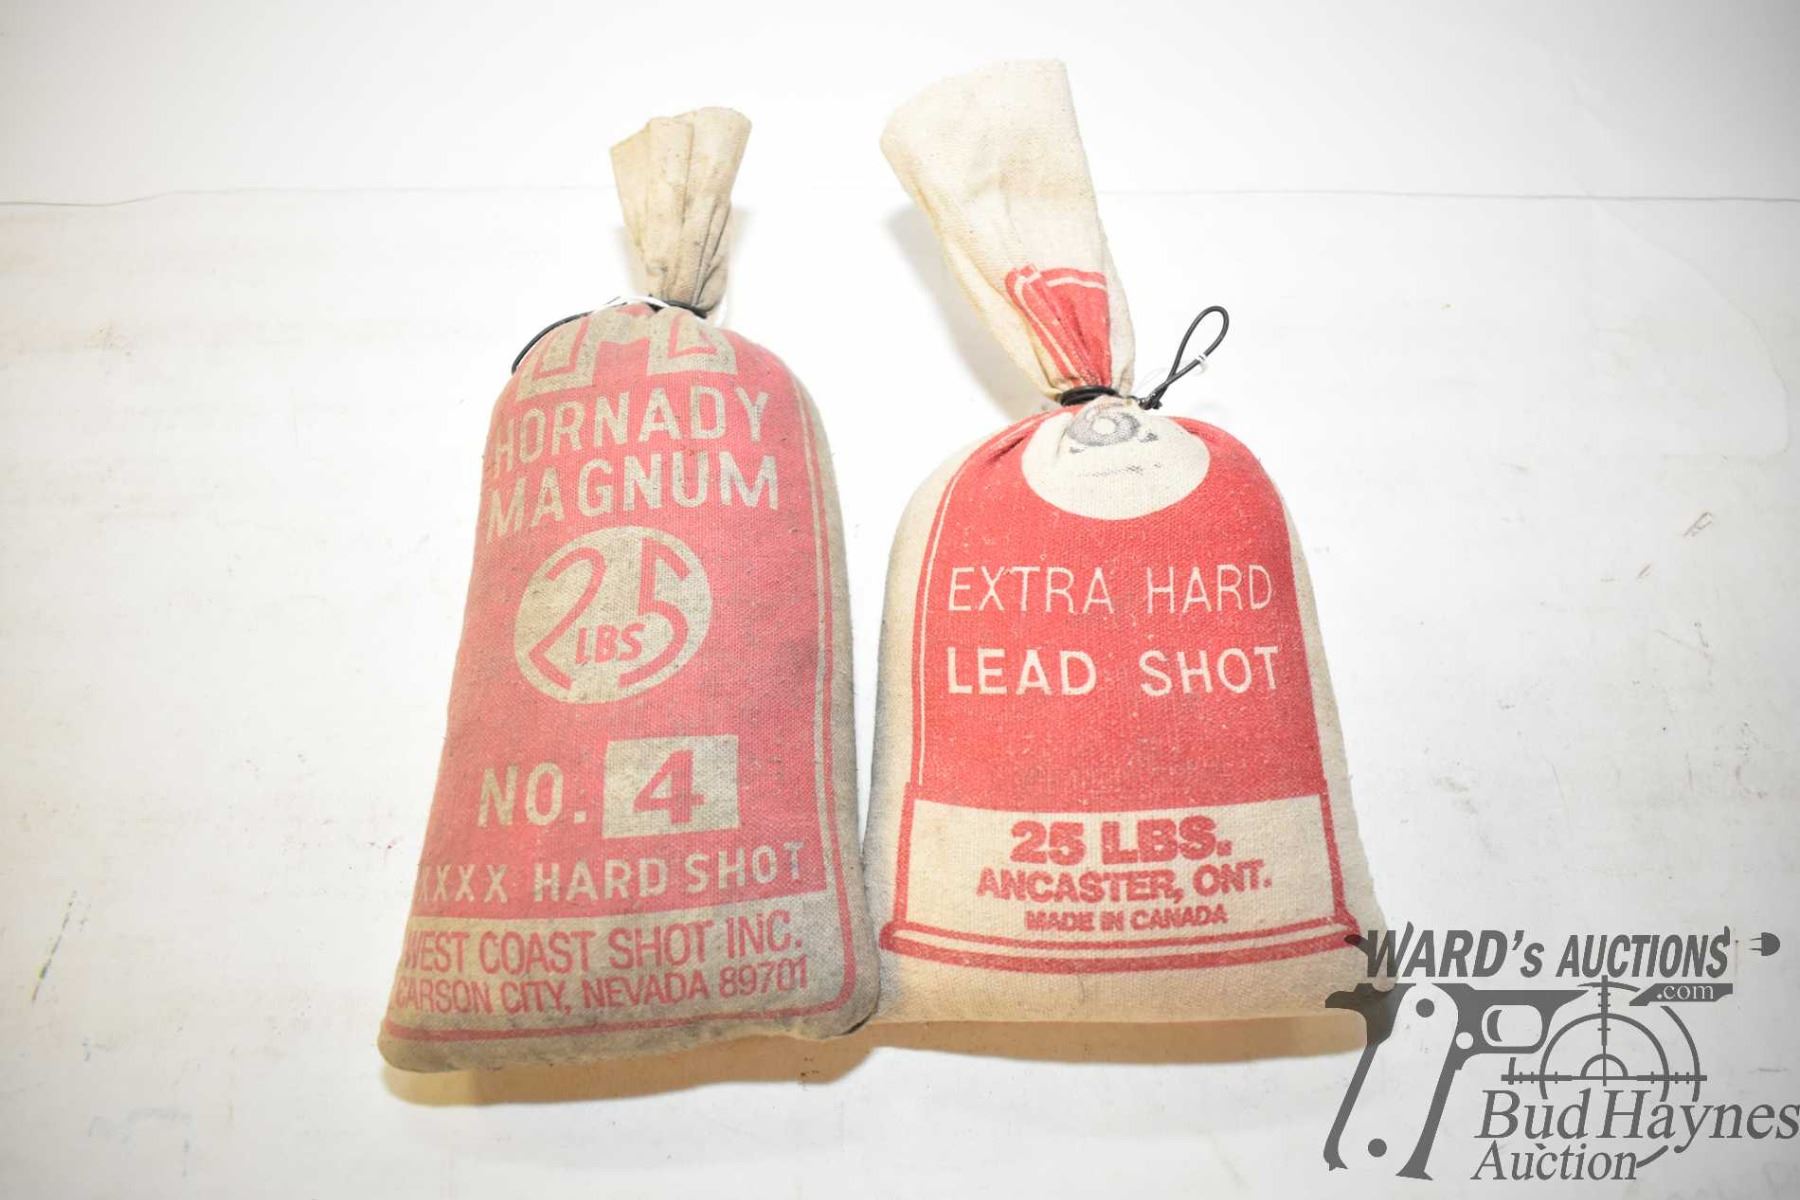 HORNADY
MAGNUM
25
LBS
NO. 4
XXXX HARD SHOT
WEST COAST SHOT INC.
CARSON CITY, NEVADA 89701
6
EXTRA HARD
LEAD SHOT
25 LBS.
ANCASTER, ONT.
MADE IN CANADA
WARD's AUCTIONS
.com
Bud Haynes
Auction